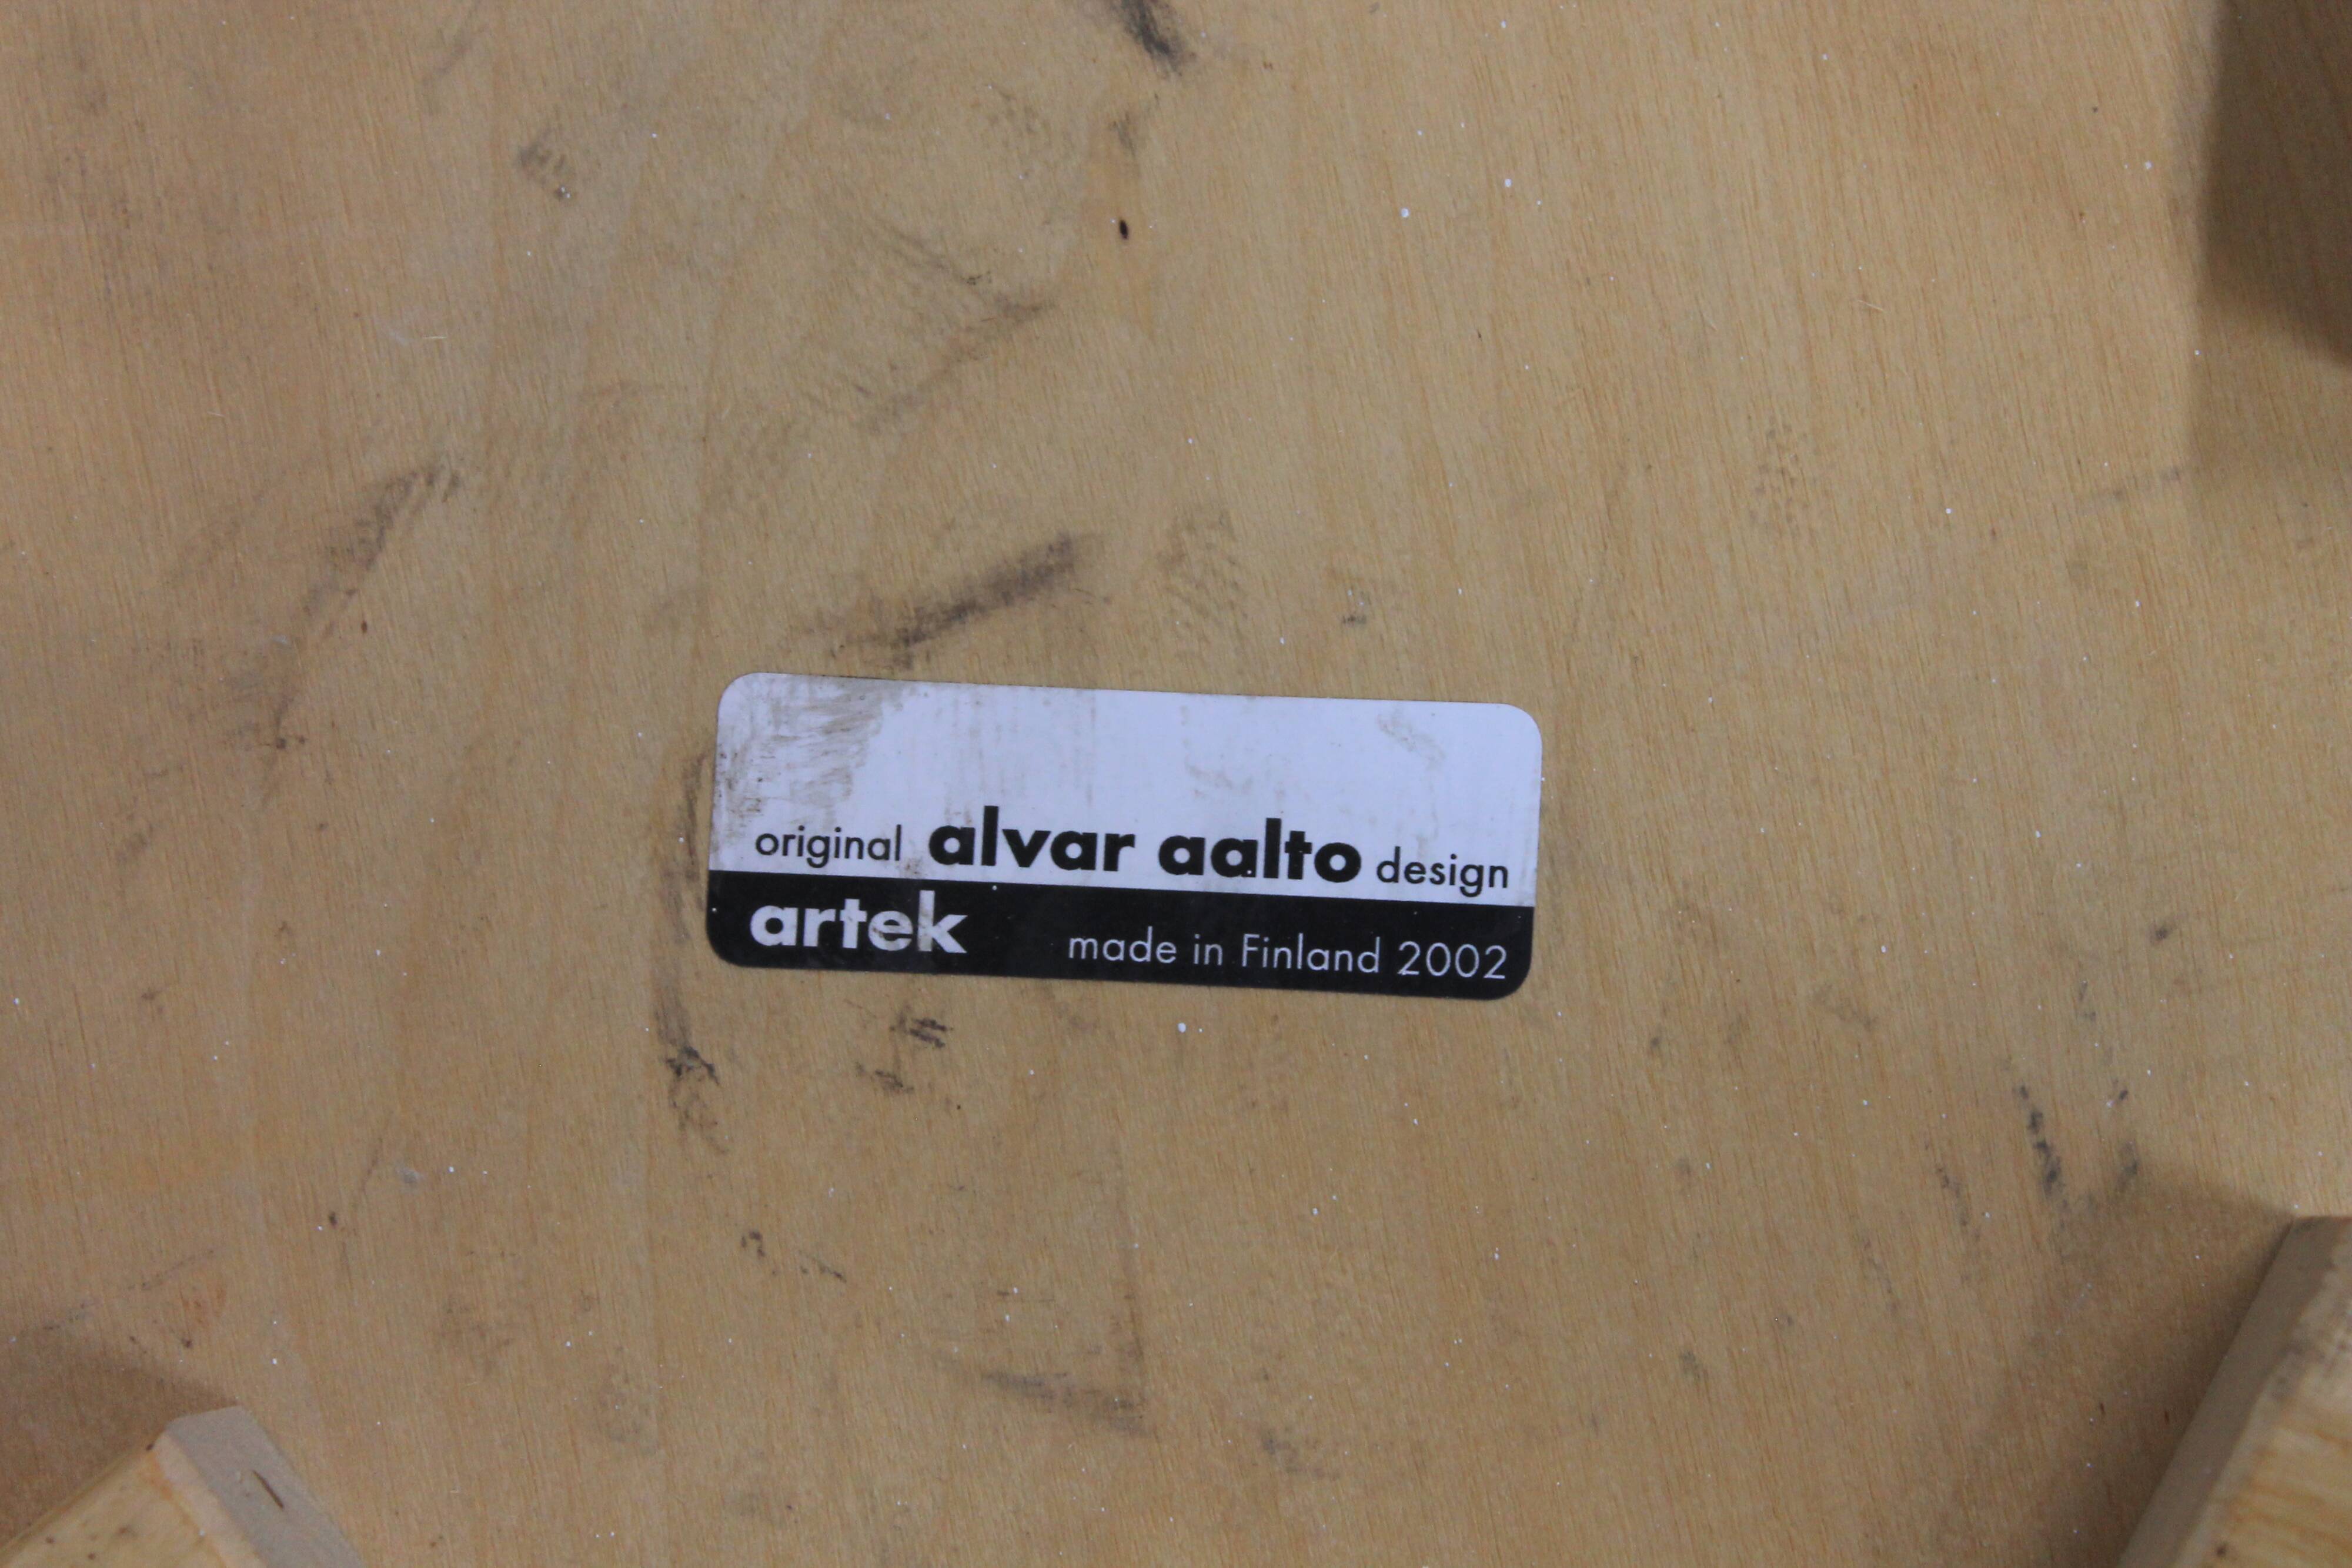 original alvar aalto design
artek made in Finland 2002